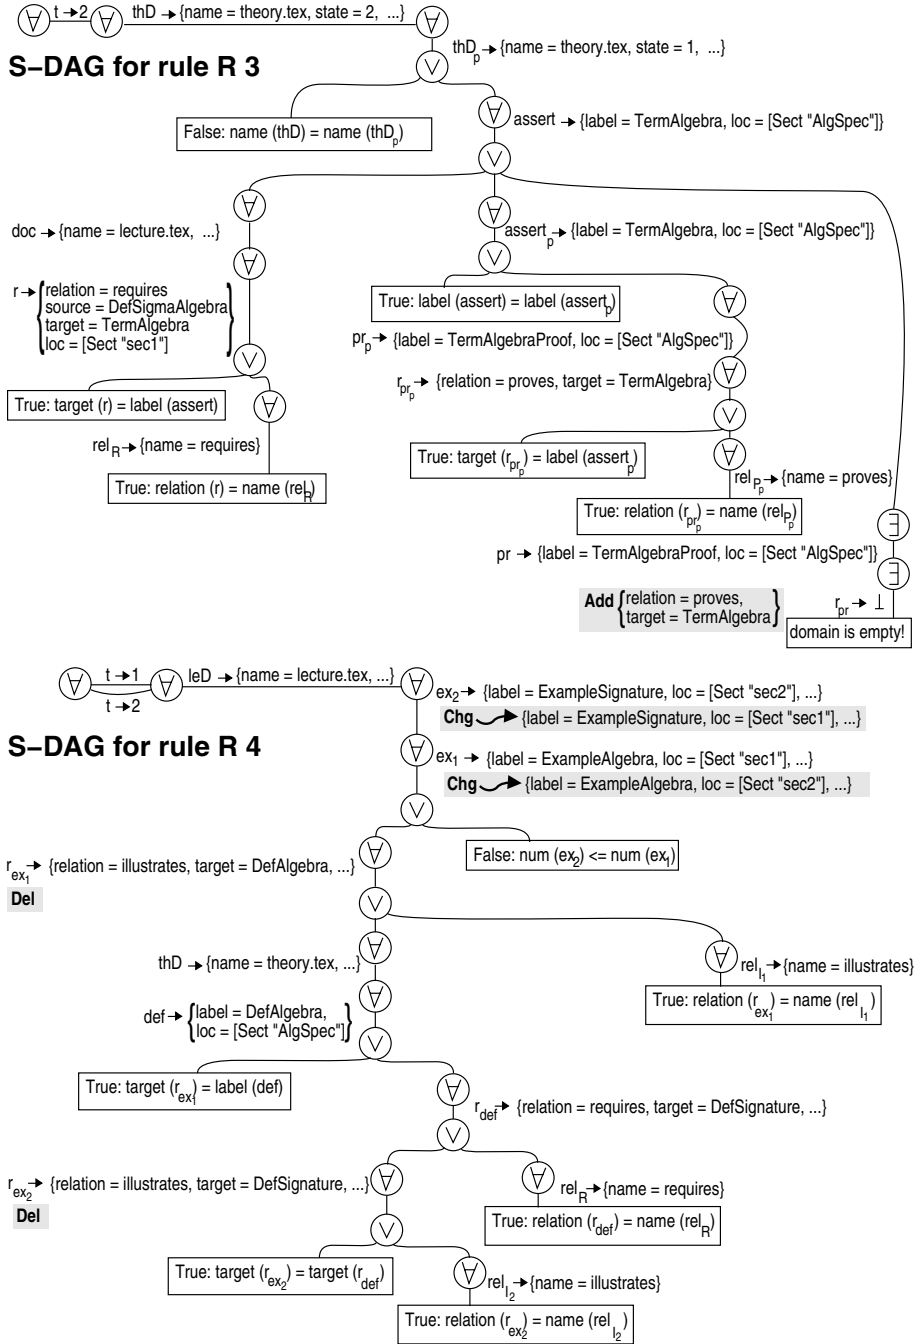 ∀ t → 2 ∀ thD → {name = theory.tex, state = 2, ...} ∀
thD_p → {name = theory.tex, state = 1, ...}
S−DAG for rule R 3
∨
False: name (thD) = name (thD_p)
∀ assert → {label = TermAlgebra, loc = [Sect "AlgSpec"]}
∨
∀ ∀
doc → {name = lecture.tex, ...}
assert_p → {label = TermAlgebra, loc = [Sect "AlgSpec"]}
∀ ∨
r → {relation = requires
source = DefSigmaAlgebra
target = TermAlgebra
loc = [Sect "sec1"]}
True: label (assert) = label (assert_p)
∀
pr_p → {label = TermAlgebraProof, loc = [Sect "AlgSpec"]}
∨
r_pr_p → {relation = proves, target = TermAlgebra} ∀
True: target (r) = label (assert)
∀ ∨
rel_R → {name = requires}
True: target (r_pr_p) = label (assert_p)
∀
rel_P_p → {name = proves}
True: relation (r) = name (rel_R)
True: relation (r_pr_p) = name (rel_P_p)
∃
pr → {label = TermAlgebraProof, loc = [Sect "AlgSpec"]}
∃
Add {relation = proves,
target = TermAlgebra}
r_pr → ⊥
domain is empty!
∀ t → 1 ∀ leD → {name = lecture.tex, ...} ∀
t → 2
ex_2 → {label = ExampleSignature, loc = [Sect "sec2"], ...}
Chg {label = ExampleSignature, loc = [Sect "sec1"], ...}
S−DAG for rule R 4
∀ ex_1 → {label = ExampleAlgebra, loc = [Sect "sec1"], ...}
Chg {label = ExampleAlgebra, loc = [Sect "sec2"], ...}
∨
False: num (ex_2) <= num (ex_1)
r_ex_1 → {relation = illustrates, target = DefAlgebra, ...} ∀
Del
∨
thD → {name = theory.tex, ...} ∀
∀ rel_I_1 → {name = illustrates}
True: relation (r_ex_1) = name (rel_I_1)
def → {label = DefAlgebra,
loc = [Sect "AlgSpec"]} ∀
∨
True: target (r_ex_1) = label (def)
∀
r_def → {relation = requires, target = DefSignature, ...}
∨
r_ex_2 → {relation = illustrates, target = DefSignature, ...} ∀
Del
∀ rel_R → {name = requires}
True: relation (r_def) = name (rel_R)
∨
True: target (r_ex_2) = target (r_def)
∀ rel_I_2 → {name = illustrates}
True: relation (r_ex_2) = name (rel_I_2)